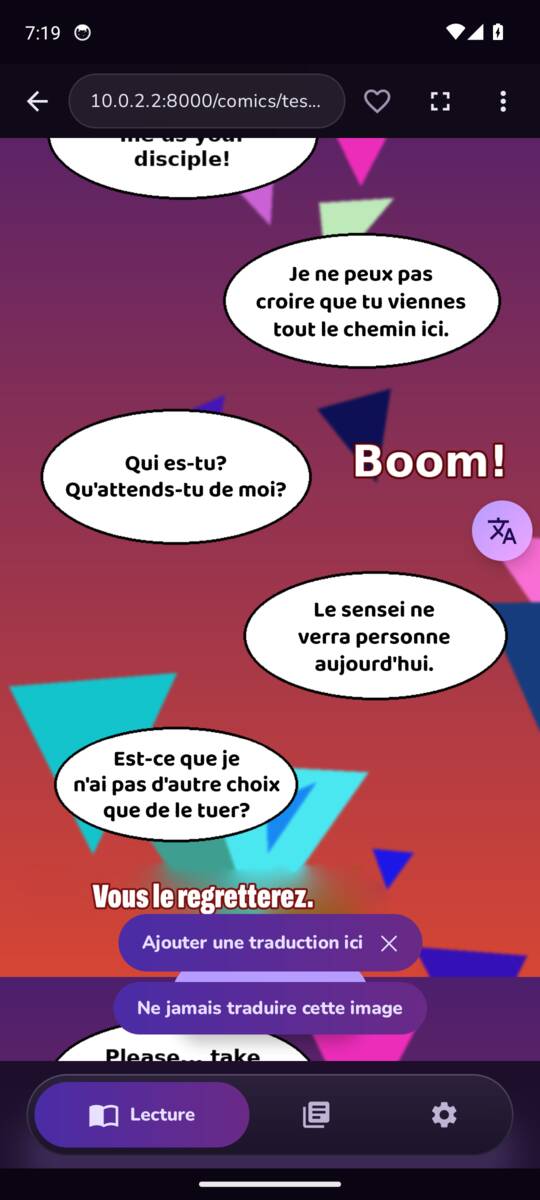 7:19
10.0.2.2:8000/comics/tes...
me as your
disciple!
Je ne peux pas
croire que tu viennes
tout le chemin ici.
Qui es-tu?
Qu'attends-tu de moi?
Boom!
Le sensei ne
verra personne
aujourd'hui.
Est-ce que je
n'ai pas d'autre choix
que de le tuer?
Vous le regretterez.
Ajouter une traduction ici
Ne jamais traduire cette image
Please... take
Lecture